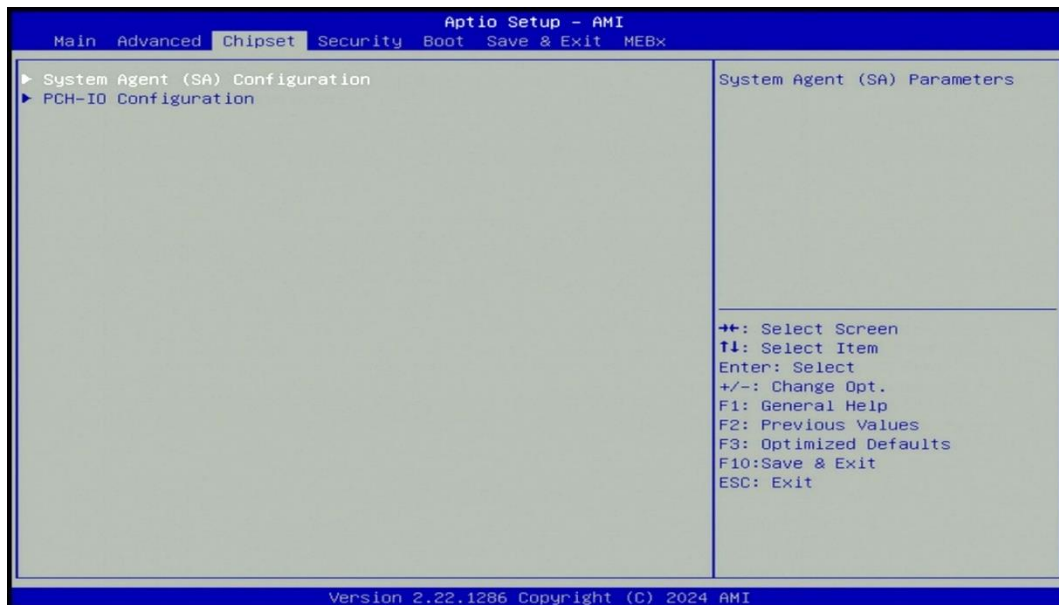 Aptio Setup - AMI
Main Advanced Chipset Security Boot Save & Exit MEBx
► System Agent (SA) Configuration
► PCH-IO Configuration
System Agent (SA) Parameters
→←: Select Screen
↑↓: Select Item
Enter: Select
+/-: Change Opt.
F1: General Help
F2: Previous Values
F3: Optimized Defaults
F10:Save & Exit
ESC: Exit
Version 2.22.1286 Copyright (C) 2024 AMI